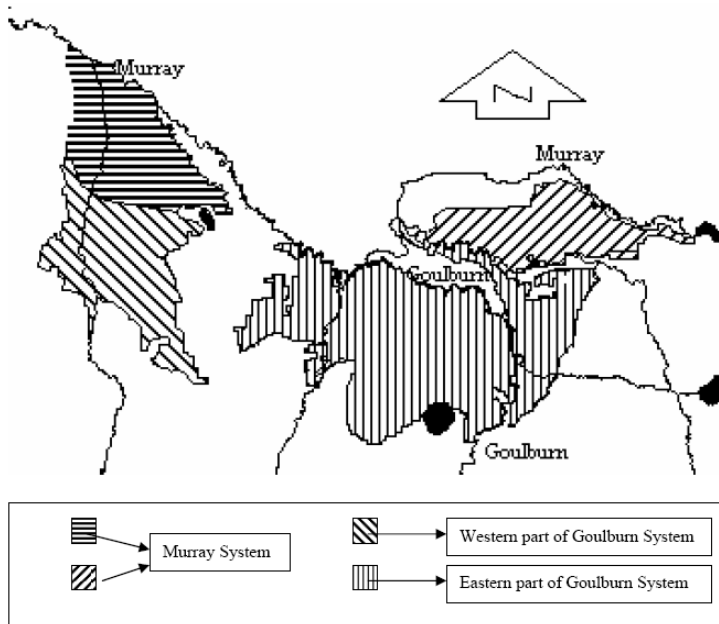 Murray
N
Murray
Goulburn
Goulburn
Murray System
Western part of Goulburn System
Eastern part of Goulburn System